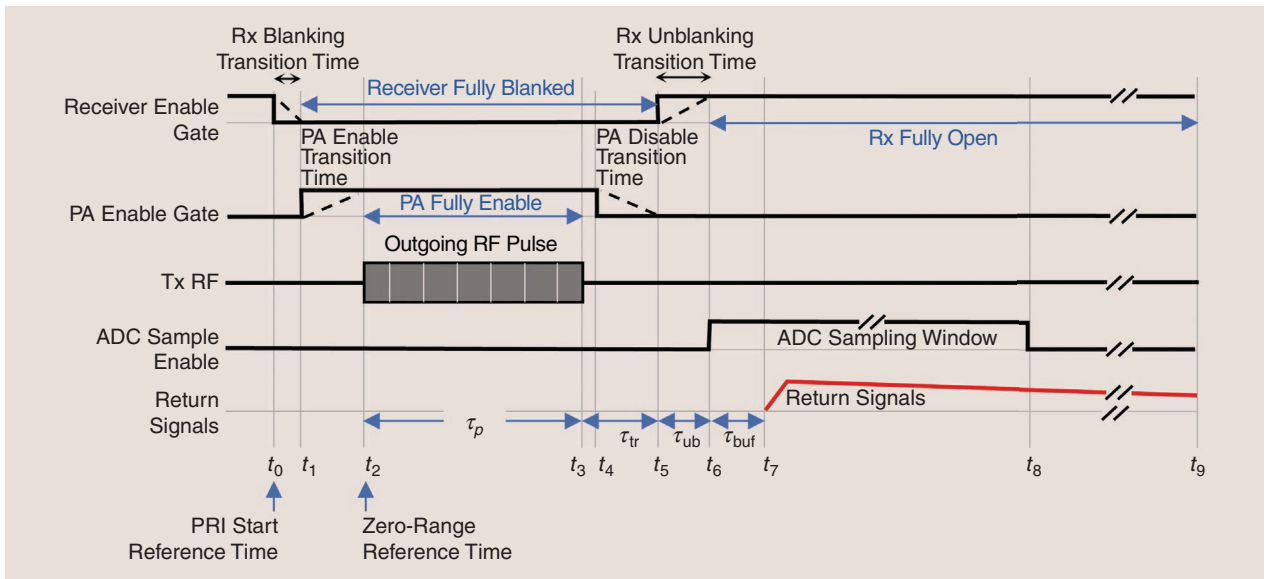 Rx Blanking
Transition Time
Rx Unblanking
Transition Time
Receiver Fully Blanked
Receiver Enable
Gate
PA Enable
Transition
Time
PA Disable
Transition
Time
Rx Fully Open
PA Enable Gate
PA Fully Enable
Outgoing RF Pulse
Tx RF
ADC Sample
Enable
ADC Sampling Window
Return
Signals
Return Signals
τp
τtr
τub
τbuf
t0 t1 t2 t3 t4 t5 t6 t7 t8 t9
PRI Start
Reference Time
Zero-Range
Reference Time